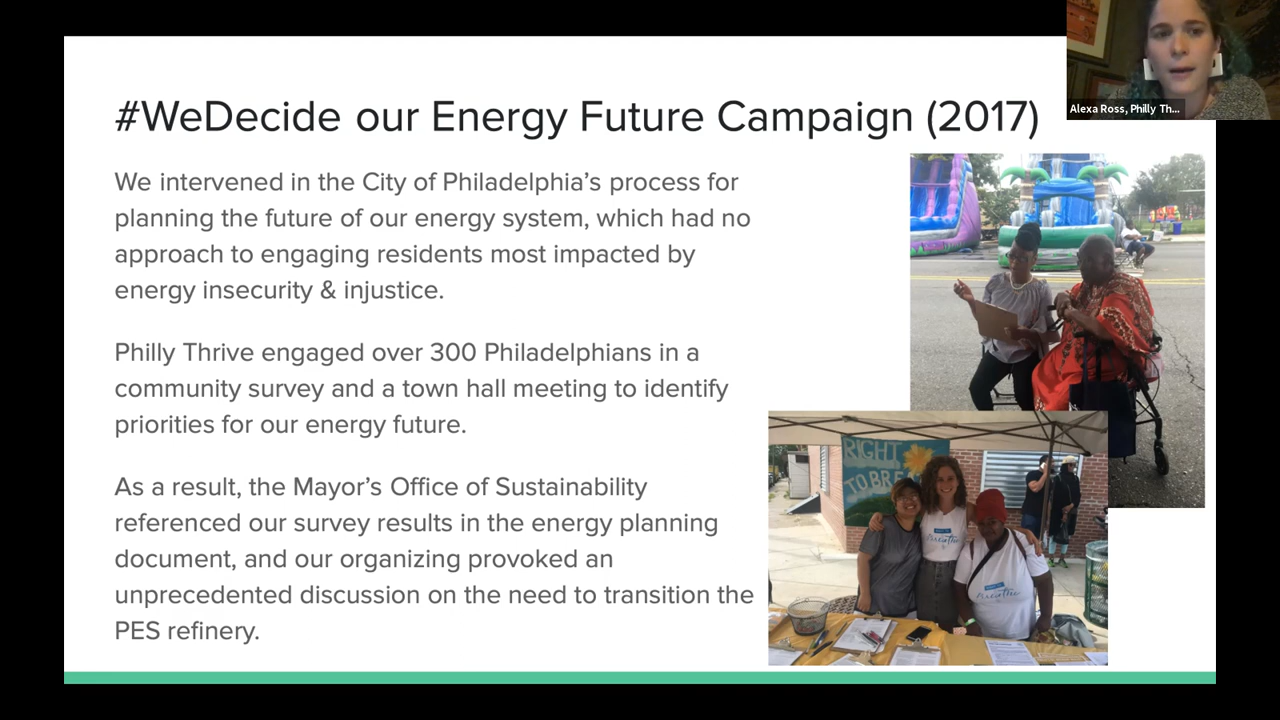 #WeDecide our Energy Future Campaign (2017)
Alexa Ross, Philly Th...
We intervened in the City of Philadelphia’s process for
planning the future of our energy system, which had no
approach to engaging residents most impacted by
energy insecurity & injustice.
Philly Thrive engaged over 300 Philadelphians in a
community survey and a town hall meeting to identify
priorities for our energy future.
As a result, the Mayor’s Office of Sustainability
referenced our survey results in the energy planning
document, and our organizing provoked an
unprecedented discussion on the need to transition the
PES refinery.
RIGHT
TO BREA
Breathe
Breathe